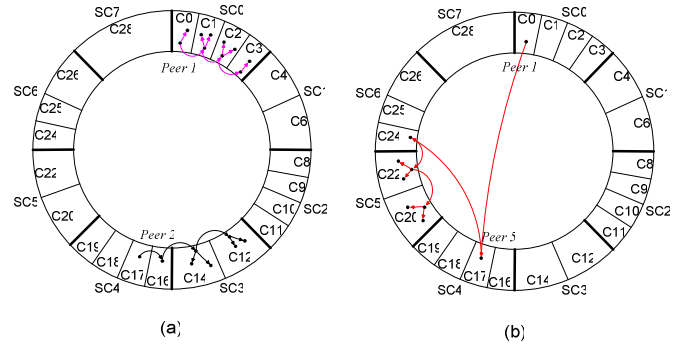 SC7
C28
C0
C1
SC0
C2
C3
Peer 1
C4
SC1
C6
C8
C9
SC2
C10
C11
C12
SC3
C14
Peer 2
C16
C17
SC4
C18
C19
C20
SC5
C22
C24
C25
SC6
C26
(a)
SC7
C28
C0
C1
SC0
C2
C3
Peer 1
C4
SC1
C6
C8
C9
SC2
C10
C11
C12
SC3
C14
Peer 5
C16
C17
SC4
C18
C19
C20
SC5
C22
C24
C25
SC6
C26
(b)